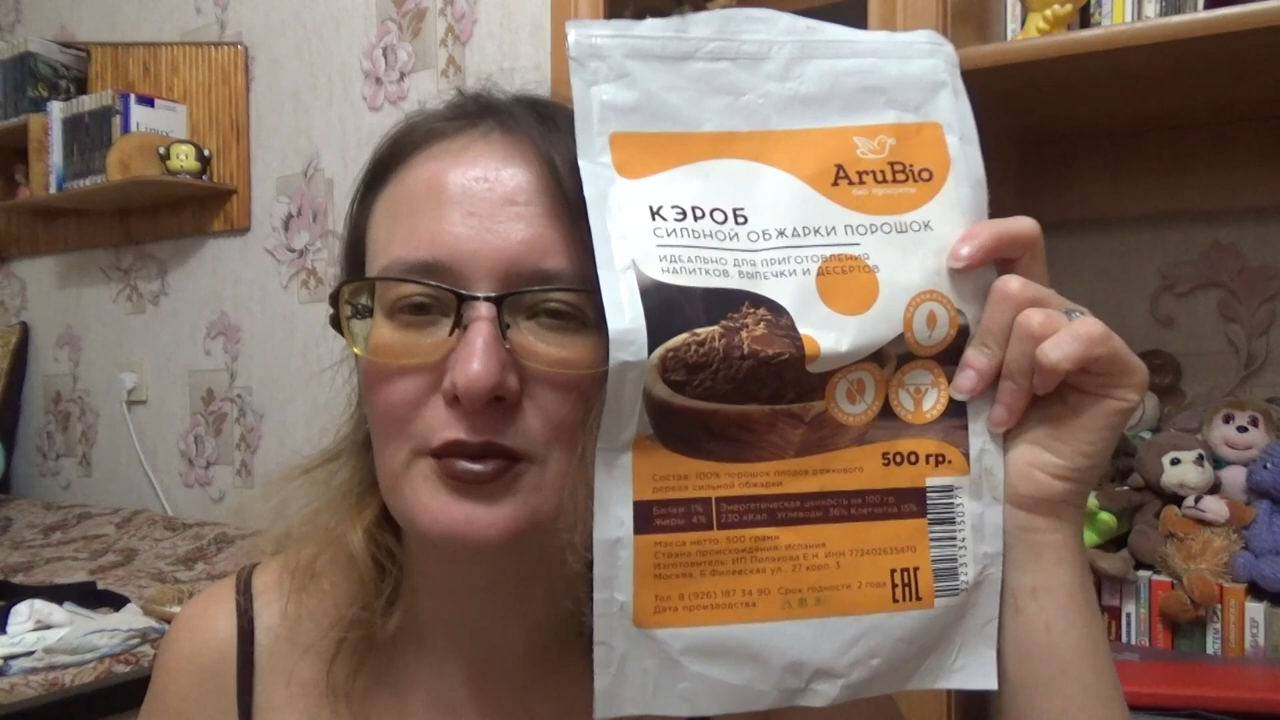 Linux
AruBio
био продукты
КЭРОБ
СИЛЬНОЙ ОБЖАРКИ ПОРОШОК
ИДЕАЛЬНО ДЛЯ ПРИГОТОВЛЕНИЯ
НАПИТКОВ, ВЫПЕЧКИ И ДЕСЕРТОВ
500 гр.
Состав: 100% порошок плодов рожкового
дерева сильной обжарки
Белки: 1%
Жиры: 4%
Энергетическая ценность на 100 гр.
230 кКал Углеводы: 36% Клетчатка 15%
Масса нетто: 500 грамм
Страна происхождения: Испания
Изготовитель: ИП Полякова Е.Н. ИНН 772402635470
Москва, Б.Филевская ул., 27 корп. 3
Тел. 8 (926) 187 34 90 Срок годности: 2 года
Дата производства
EAC